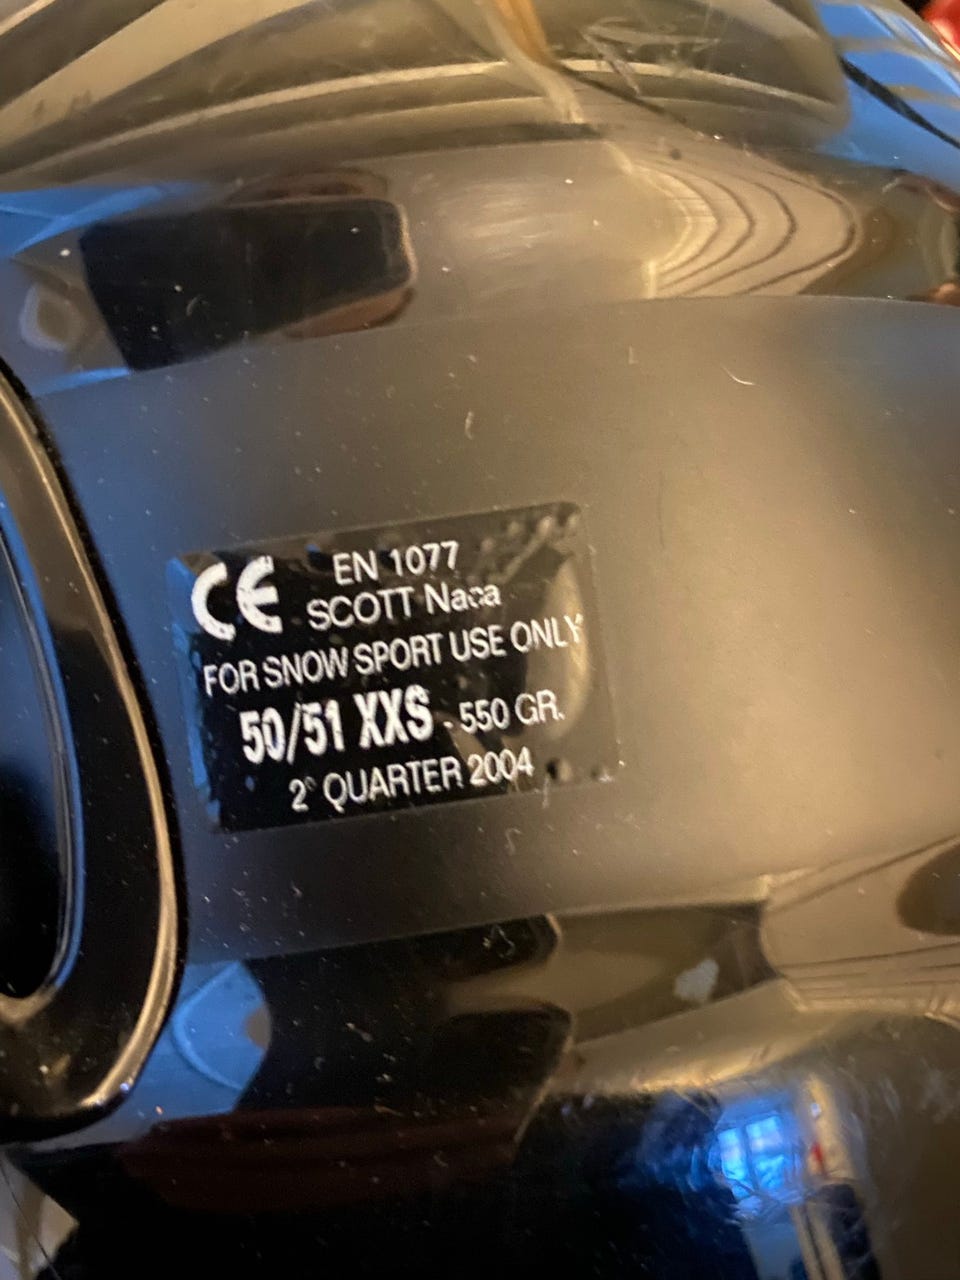 CE EN 1077
SCOTT Naca
FOR SNOW SPORT USE ONLY
50/51 XXS - 550 GR.
2° QUARTER 2004